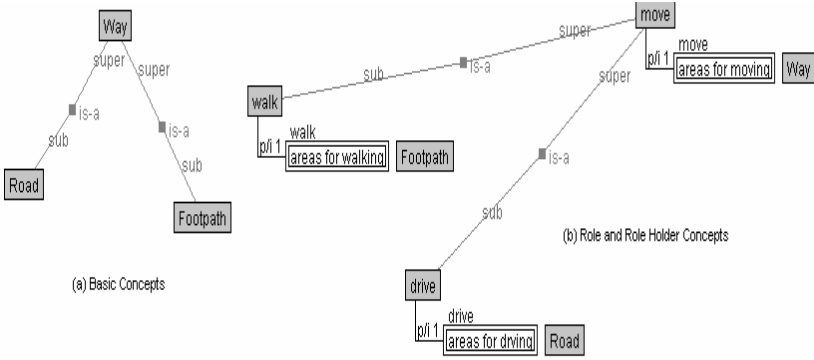 Way
super
super
is-a
is-a
sub
sub
Road
Footpath
(a) Basic Concepts
move
super
move
p/i 1
areas for moving
Way
is-a
sub
super
walk
walk
p/i 1
areas for walking
Footpath
is-a
sub
(b) Role and Role Holder Concepts
drive
drive
p/i 1
areas for drving
Road